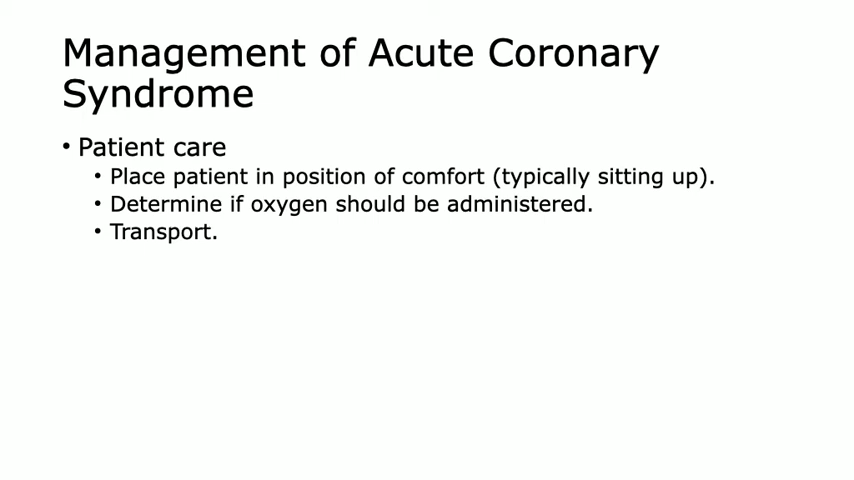 Management of Acute Coronary
Syndrome
• Patient care
• Place patient in position of comfort (typically sitting up).
• Determine if oxygen should be administered.
• Transport.